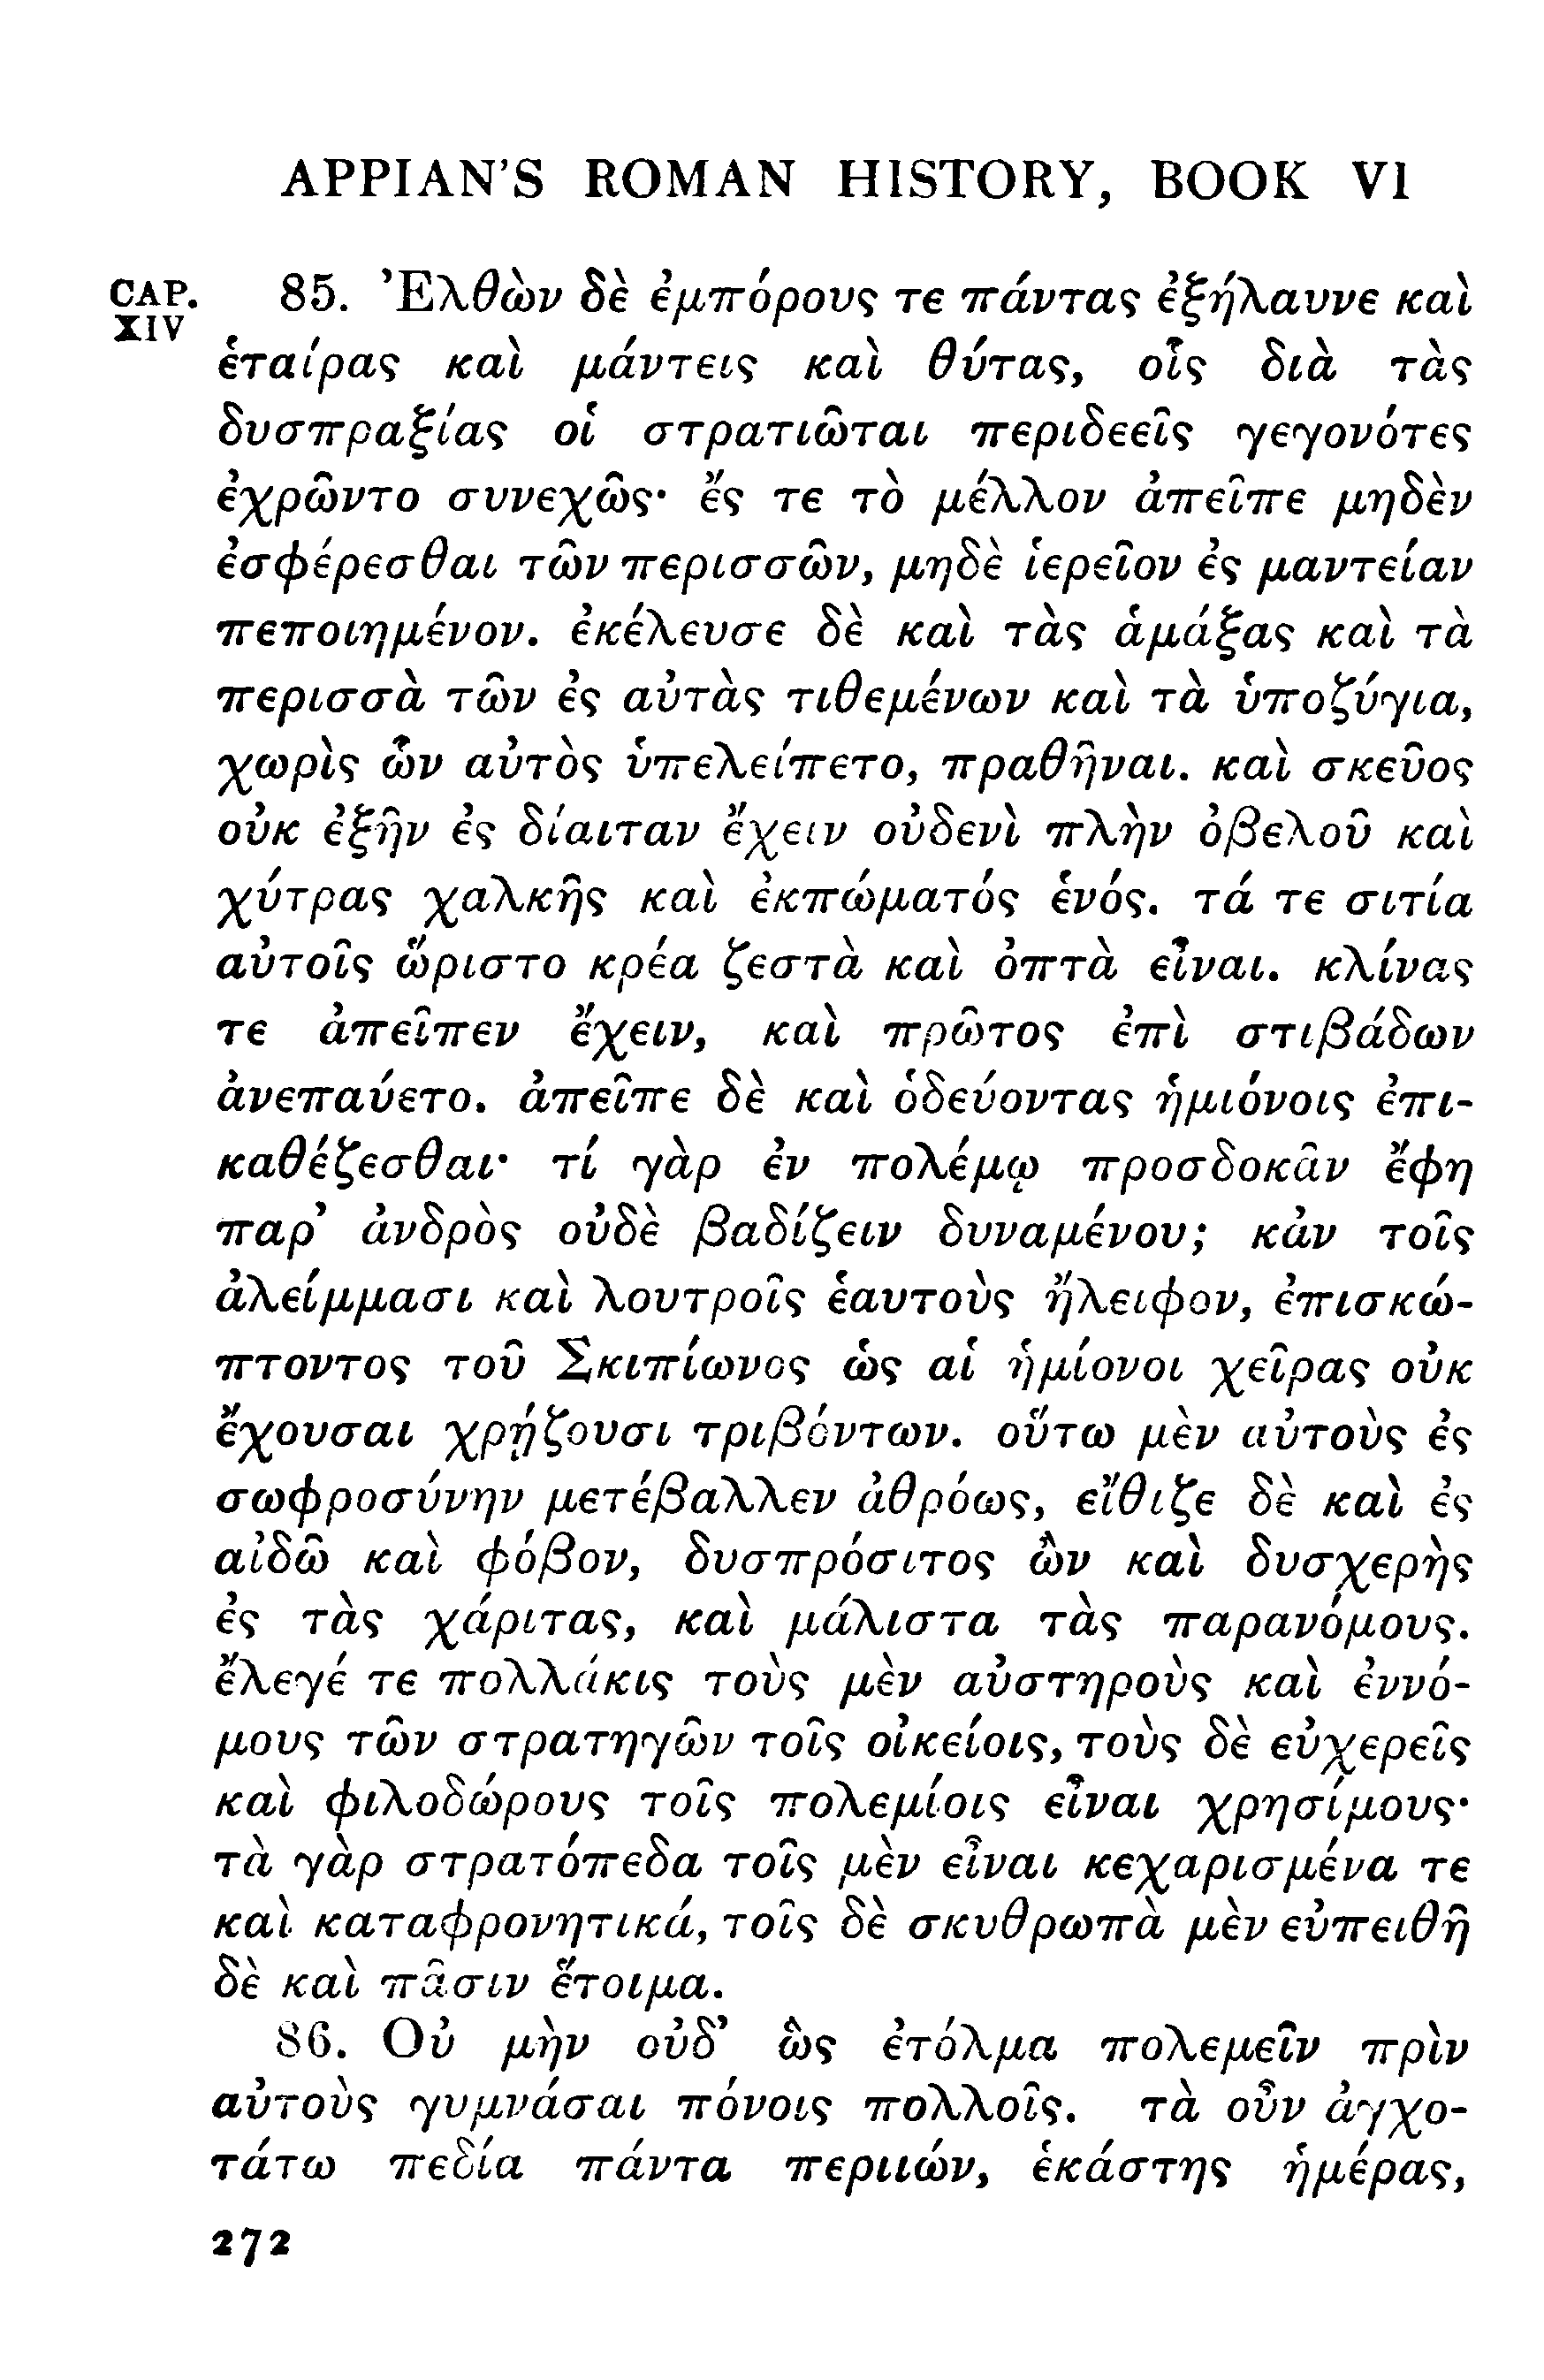 APPIAN'S ROMAN HISTORY, BOOK VI
CAP. XIV
85. Ἐλθὼν δὲ ἐμπόρους τε πάντας ἐξήλαυνε καὶ
ἑταίρας καὶ μάντεις καὶ θύτας, οἷς διὰ τὰς
δυσπραξίας οἱ στρατιῶται περιδεεῖς γεγονότες
ἐχρῶντο συνεχῶς· ἔς τε τὸ μέλλον ἀπεῖπε μηδὲν
ἐσφέρεσθαι τῶν περισσῶν, μηδὲ ἱερεῖον ἐς μαντείαν
πεποιημένον. ἐκέλευσε δὲ καὶ τὰς ἁμάξας καὶ τὰ
περισσὰ τῶν ἐς αὐτὰς τιθεμένων καὶ τὰ ὑποζύγια,
χωρὶς ὧν αὐτὸς ὑπελείπετο, πραθῆναι. καὶ σκεῦος
οὐκ ἐξῆν ἐς δίαιταν ἔχειν οὐδενὶ πλὴν ὀβελοῦ καὶ
χύτρας χαλκῆς καὶ ἐκπώματός ἑνός. τά τε σιτία
αὐτοῖς ὥριστο κρέα ζεστὰ καὶ ὀπτὰ εἶναι. κλίνας
τε ἀπεῖπεν ἔχειν, καὶ πρῶτος ἐπὶ στιβάδων
ἀνεπαύετο. ἀπεῖπε δὲ καὶ ὁδεύοντας ἡμιόνοις ἐπι-
καθέζεσθαι· τί γὰρ ἐν πολέμῳ προσδοκᾶν ἔφη
παρ' ἀνδρὸς οὐδὲ βαδίζειν δυναμένου; κἀν τοῖς
ἀλείμμασι καὶ λουτροῖς ἑαυτοὺς ἤλειφον, ἐπισκώ-
πτοντος τοῦ Σκιπίωνος ὡς αἱ ἡμίονοι χεῖρας οὐκ
ἔχουσαι χρῄζουσι τριβόντων. οὕτω μὲν αὐτοὺς ἐς
σωφροσύνην μετέβαλλεν ἀθρόως, εἴθιζε δὲ καὶ ἐς
αἰδῶ καὶ φόβον, δυσπρόσιτος ὢν καὶ δυσχερὴς
ἐς τὰς χάριτας, καὶ μάλιστα τὰς παρανόμους.
ἔλεγέ τε πολλάκις τοὺς μὲν αὐστηροὺς καὶ ἐννό-
μους τῶν στρατηγῶν τοῖς οἰκείοις, τοὺς δὲ εὐχερεῖς
καὶ φιλοδώρους τοῖς πολεμίοις εἶναι χρησίμους·
τὰ γὰρ στρατόπεδα τοῖς μὲν εἶναι κεχαρισμένα τε
καὶ καταφρονητικά, τοῖς δὲ σκυθρωπὰ μὲν εὐπειθῆ
δὲ καὶ πᾶσιν ἕτοιμα.
86. Οὐ μὴν οὐδ' ὣς ἐτόλμα πολεμεῖν πρὶν
αὐτοὺς γυμνάσαι πόνοις πολλοῖς. τὰ οὖν ἀγχο-
τάτω πεδία πάντα περιιών, ἑκάστης ἡμέρας,
272